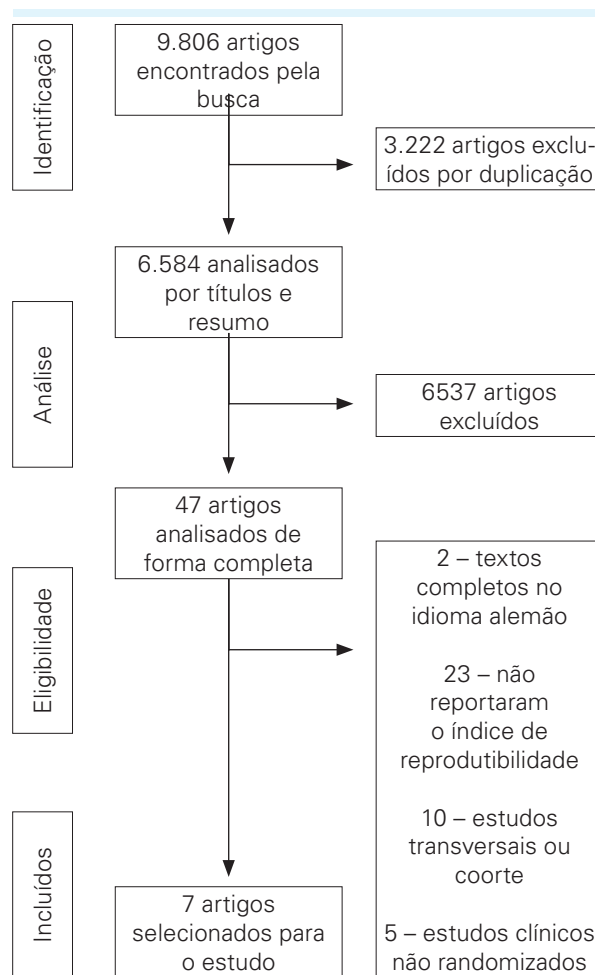 Identificação
9.806 artigos
encontrados pela
busca
3.222 artigos exclu-
ídos por duplicação
6.584 analisados
por títulos e
resumo
Análise
6537 artigos
excluídos
47 artigos
analisados de
forma completa
Eligibilidade
2 – textos
completos no
idioma alemão
23 – não
reportaram
o índice de
reprodutibilidade
10 – estudos
transversais ou
coorte
5 – estudos clínicos
não randomizados
Incluídos
7 artigos
selecionados para
o estudo